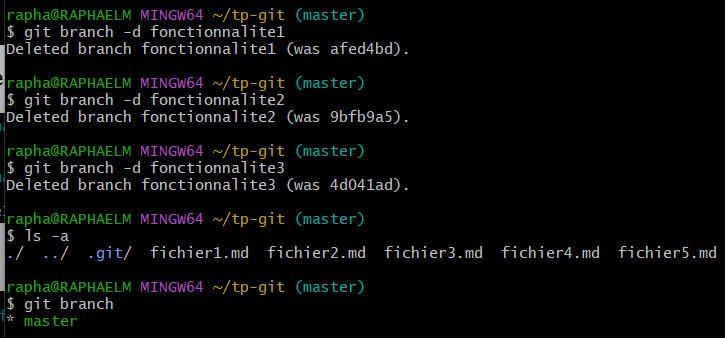 rapha@RAPHAELM MINGW64 ~/tp-git (master)
$ git branch -d fonctionnalite1
Deleted branch fonctionnalite1 (was afed4bd).
rapha@RAPHAELM MINGW64 ~/tp-git (master)
$ git branch -d fonctionnalite2
Deleted branch fonctionnalite2 (was 9bfb9a5).
rapha@RAPHAELM MINGW64 ~/tp-git (master)
$ git branch -d fonctionnalite3
Deleted branch fonctionnalite3 (was 4d041ad).
rapha@RAPHAELM MINGW64 ~/tp-git (master)
$ ls -a
./  ../  .git/  fichier1.md  fichier2.md  fichier3.md  fichier4.md  fichier5.md
rapha@RAPHAELM MINGW64 ~/tp-git (master)
$ git branch
* master